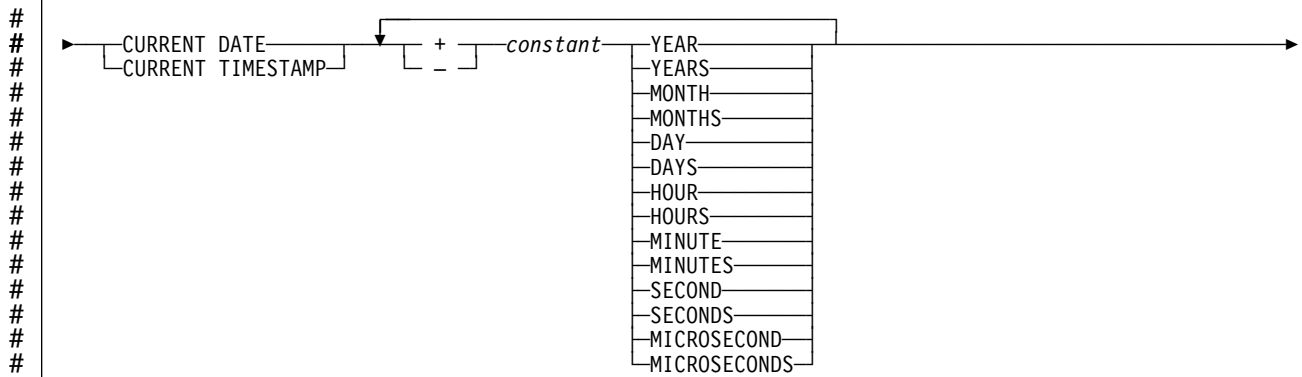 #
# CURRENT DATE + constant YEAR
# CURRENT TIMESTAMP – YEARS
# MONTH
# MONTHS
# DAY
# DAYS
# HOUR
# HOURS
# MINUTE
# MINUTES
# SECOND
# SECONDS
# MICROSECOND
# MICROSECONDS